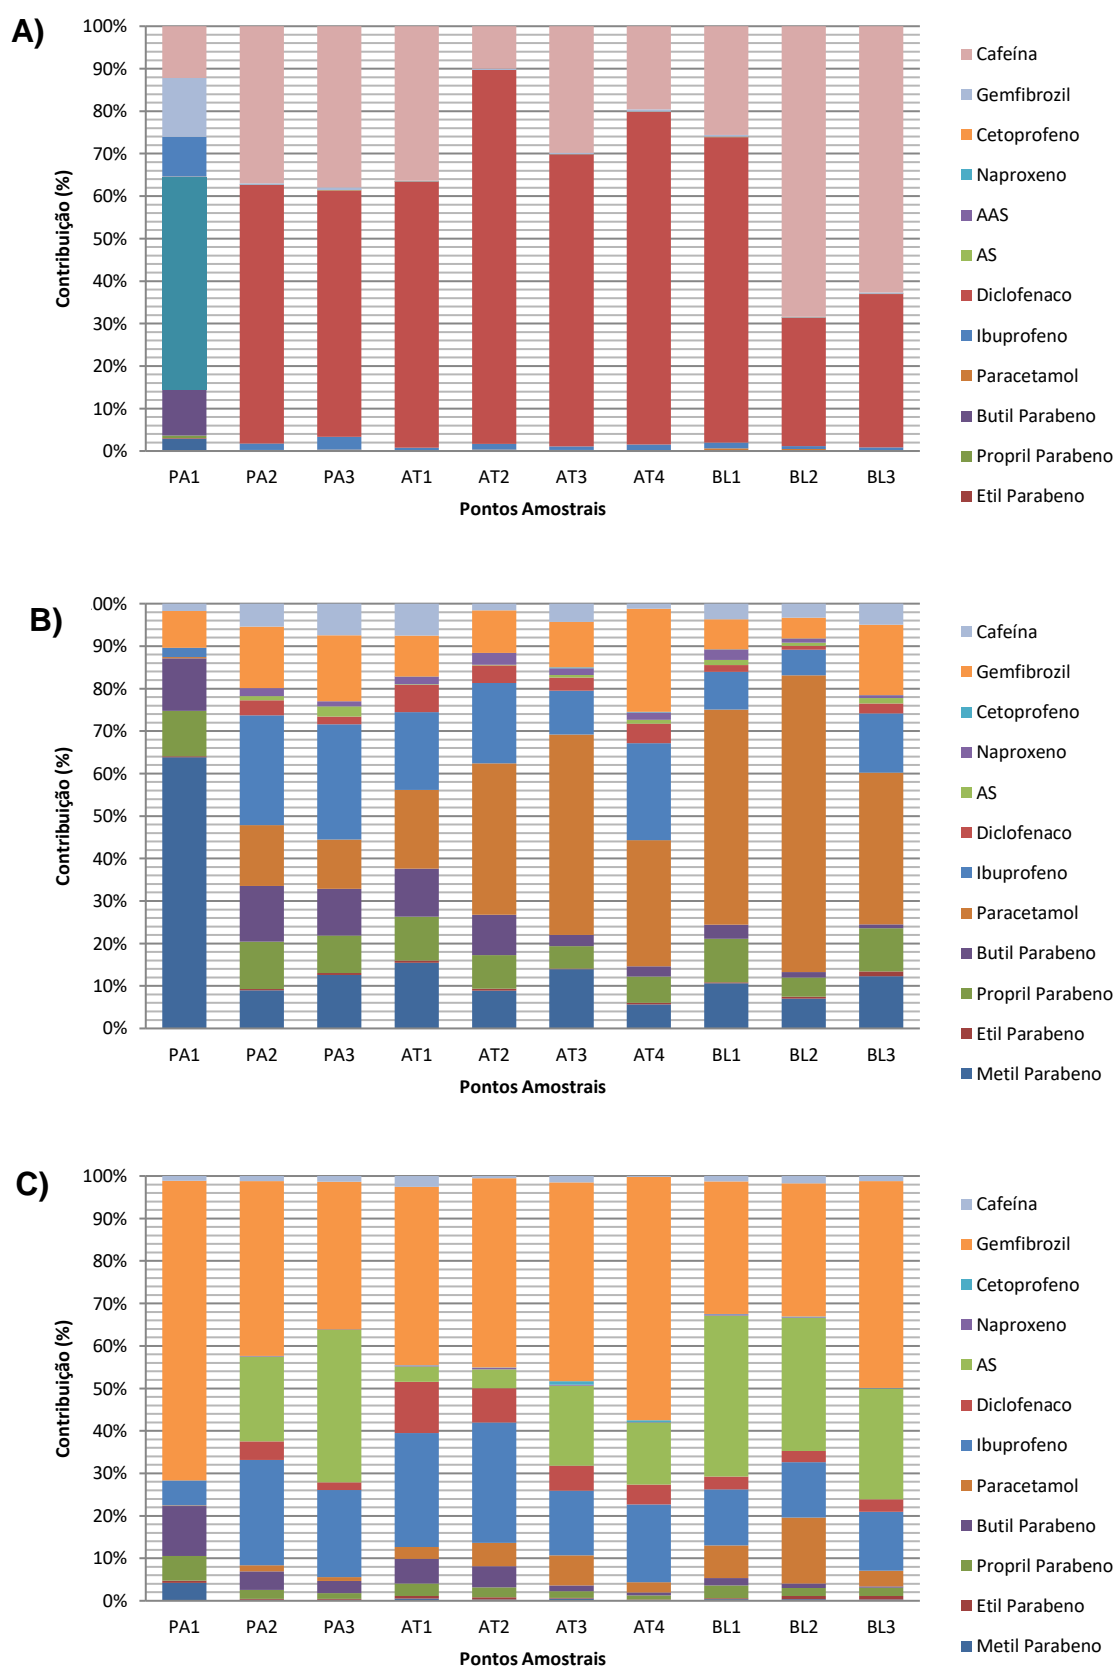 A)
100%
90%
80%
70%
60%
50%
40%
30%
20%
10%
0%
Contribuição (%)
PA1 PA2 PA3 AT1 AT2 AT3 AT4 BL1 BL2 BL3
Pontos Amostrais
Cafeína
Gemfibrozil
Cetoprofeno
Naproxeno
AAS
AS
Diclofenaco
Ibuprofeno
Paracetamol
Butil Parabeno
Propril Parabeno
Etil Parabeno
B)
100%
90%
80%
70%
60%
50%
40%
30%
20%
10%
0%
Contribuição (%)
PA1 PA2 PA3 AT1 AT2 AT3 AT4 BL1 BL2 BL3
Pontos Amostrais
Cafeína
Gemfibrozil
Cetoprofeno
Naproxeno
AS
Diclofenaco
Ibuprofeno
Paracetamol
Butil Parabeno
Propril Parabeno
Etil Parabeno
Metil Parabeno
C)
100%
90%
80%
70%
60%
50%
40%
30%
20%
10%
0%
Contribuição (%)
PA1 PA2 PA3 AT1 AT2 AT3 AT4 BL1 BL2 BL3
Pontos Amostrais
Cafeína
Gemfibrozil
Cetoprofeno
Naproxeno
AS
Diclofenaco
Ibuprofeno
Paracetamol
Butil Parabeno
Propril Parabeno
Etil Parabeno
Metil Parabeno